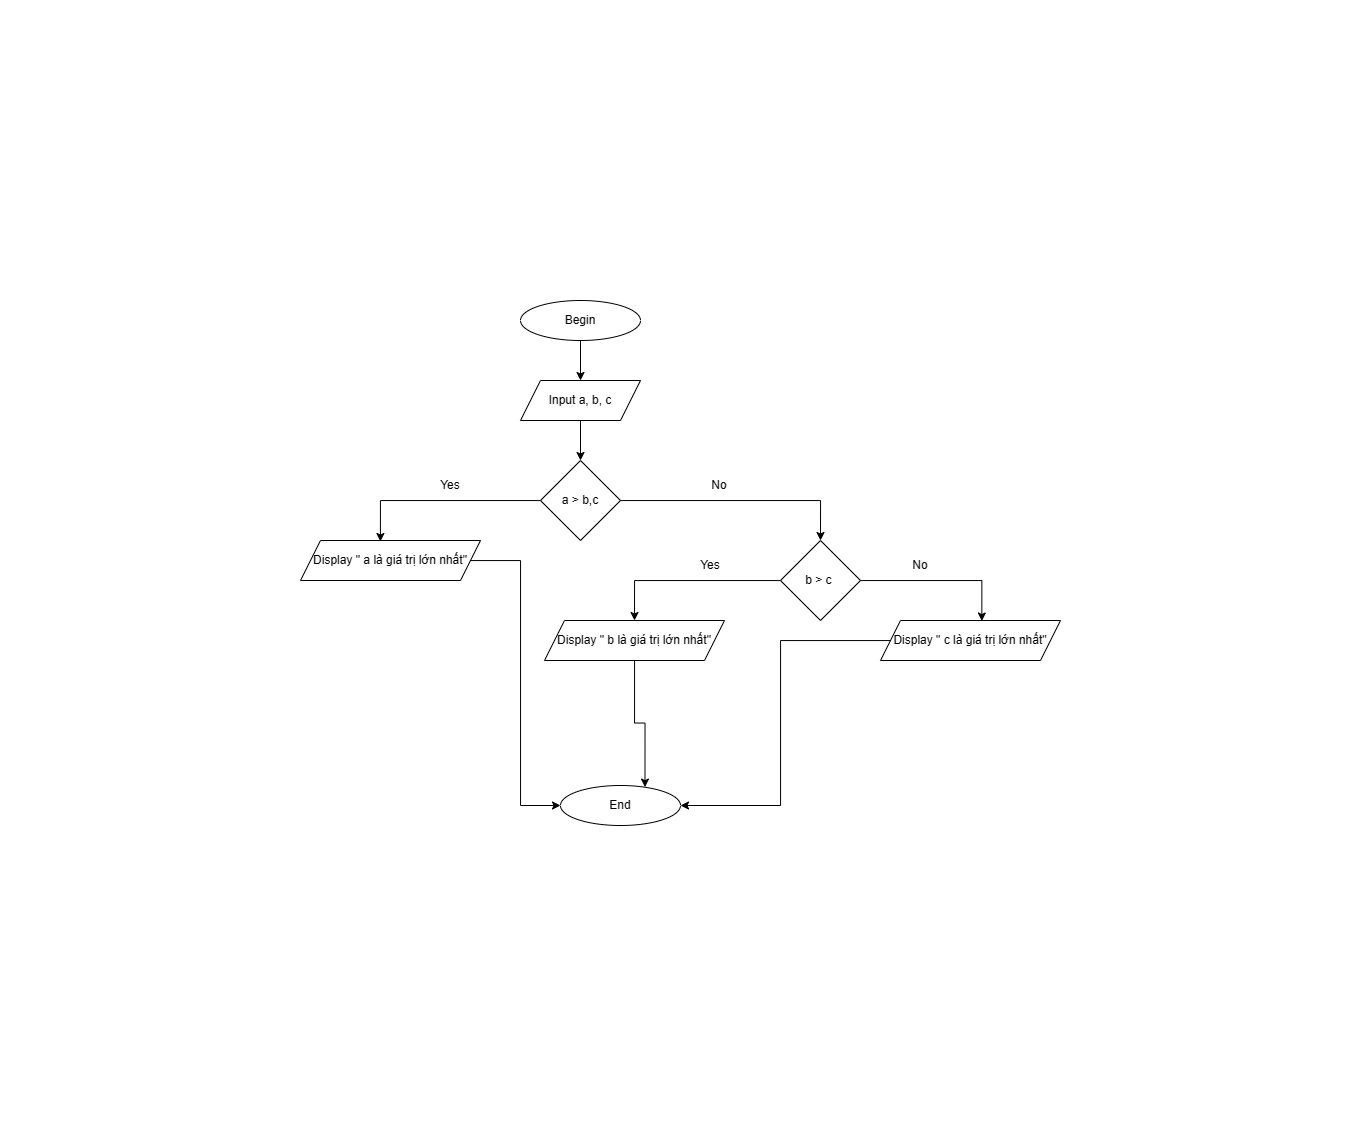 Begin
Input a, b, c
a > b,c
Yes
No
Display " a là giá trị lớn nhất"
b > c
Yes
No
Display " b là giá trị lớn nhất"
Display " c là giá trị lớn nhất"
End